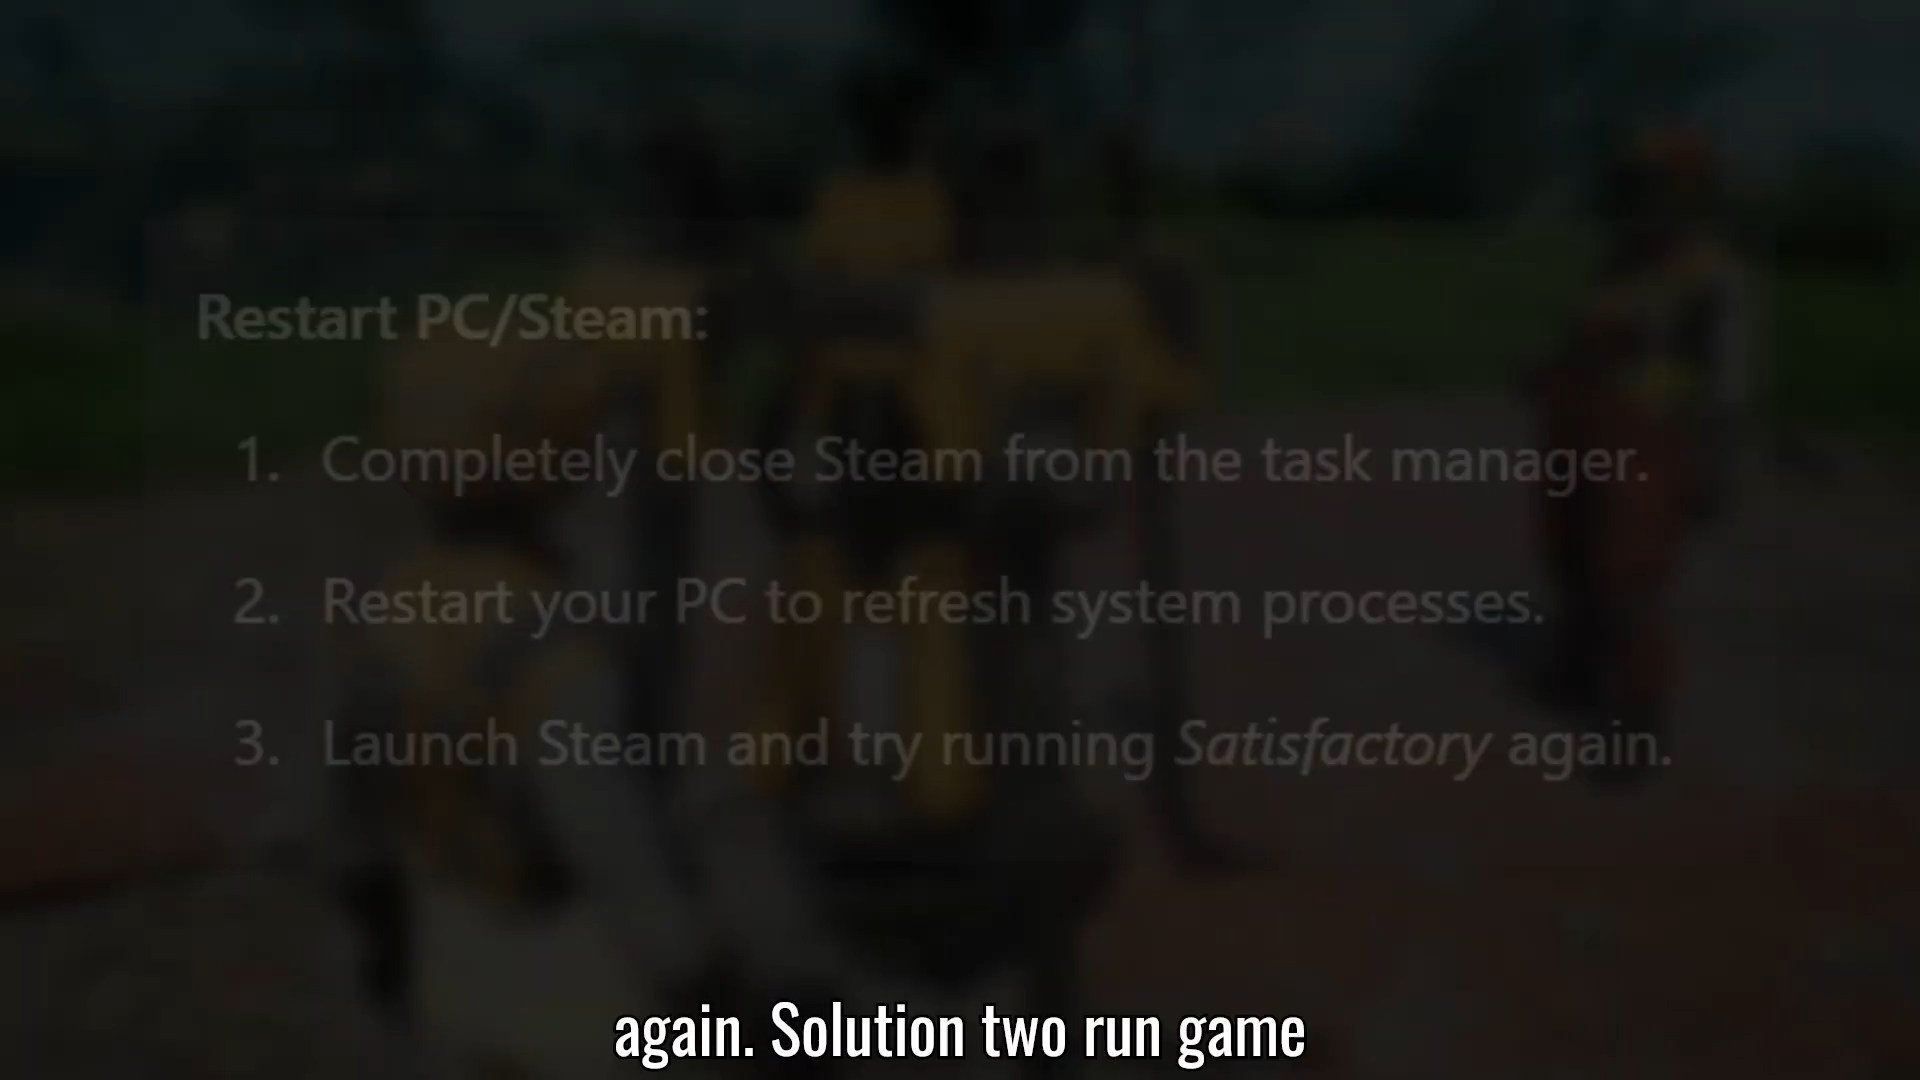 Restart PC/Steam:
1. Completely close Steam from the task manager.
2. Restart your PC to refresh system processes.
3. Launch Steam and try running Satisfactory again.
again. Solution two run game